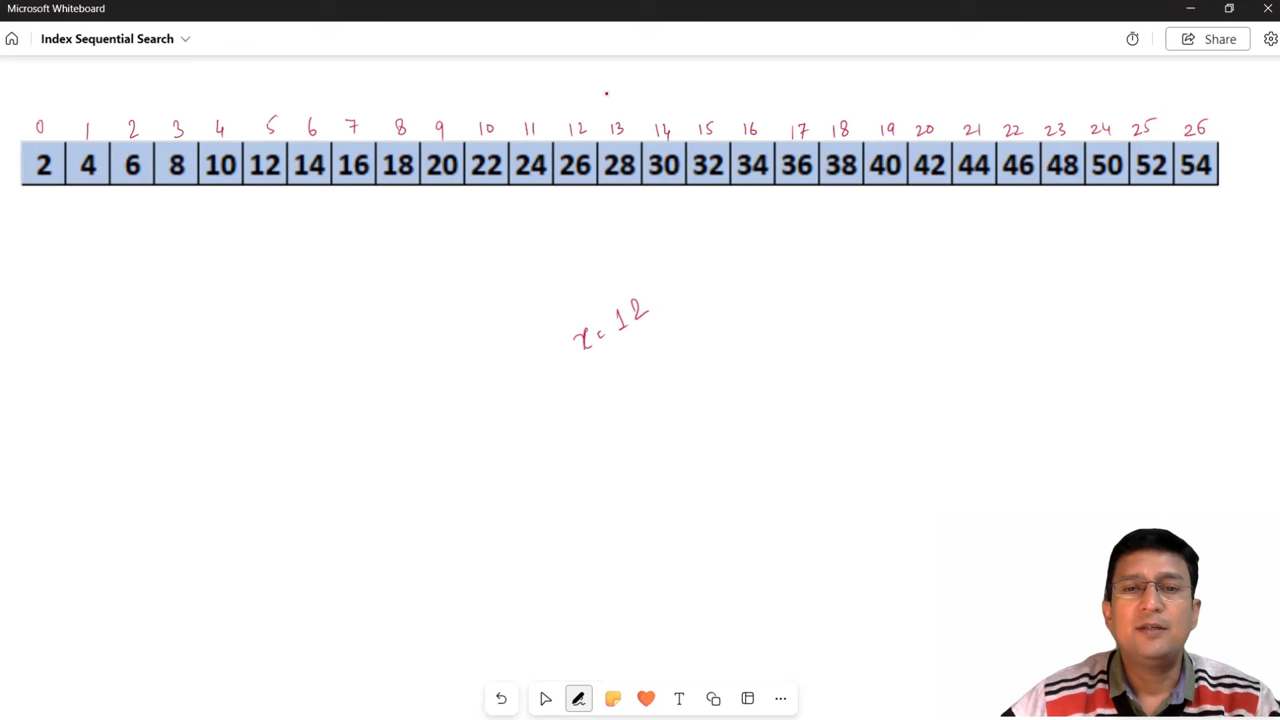 Microsoft Whiteboard
Index Sequential Search
Share
0 1 2 3 4 5 6 7 8 9 10 11 12 13 14 15 16 17 18 19 20 21 22 23 24 25 26
2 4 6 8 10 12 14 16 18 20 22 24 26 28 30 32 34 36 38 40 42 44 46 48 50 52 54
x = 12